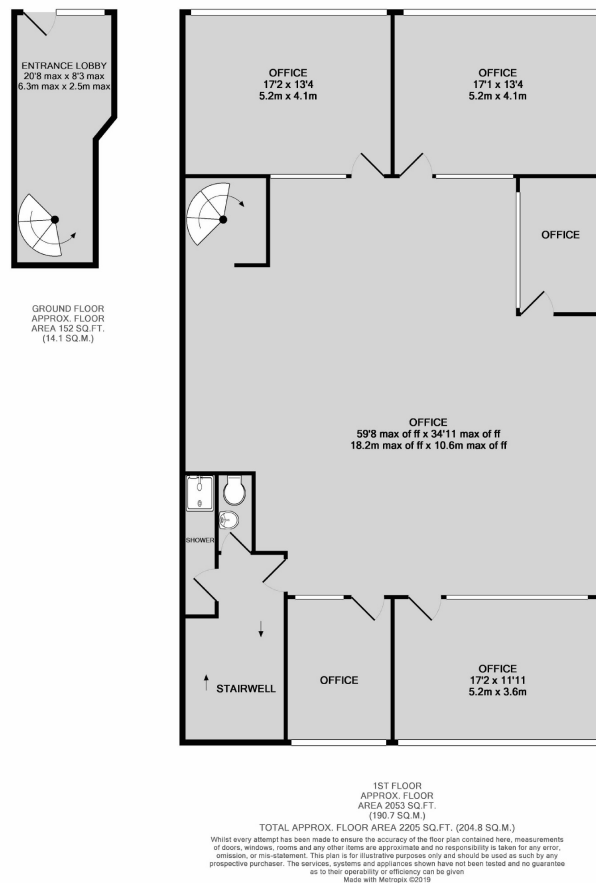 ENTRANCE LOBBY
20'8 max x 8'3 max
6.3m max x 2.5m max
GROUND FLOOR
APPROX. FLOOR
AREA 152 SQ.FT.
(14.1 SQ.M.)
OFFICE
17'2 x 13'4
5.2m x 4.1m
OFFICE
17'1 x 13'4
5.2m x 4.1m
OFFICE
OFFICE
59'8 max of ff x 34'11 max of ff
18.2m max of ff x 10.6m max of ff
SHOWER
STAIRWELL
OFFICE
OFFICE
17'2 x 11'11
5.2m x 3.6m
1ST FLOOR
APPROX. FLOOR
AREA 2053 SQ.FT.
(190.7 SQ.M.)
TOTAL APPROX. FLOOR AREA 2205 SQ.FT. (204.8 SQ.M.)
Whilst every attempt has been made to ensure the accuracy of the floor plan contained here, measurements
of doors, windows, rooms and any other items are approximate and no responsibility is taken for any error,
omission, or mis-statement. This plan is for illustrative purposes only and should be used as such by any
prospective purchaser. The services, systems and appliances shown have not been tested and no guarantee
as to their operability or efficiency can be given
Made with Metropix ©2019